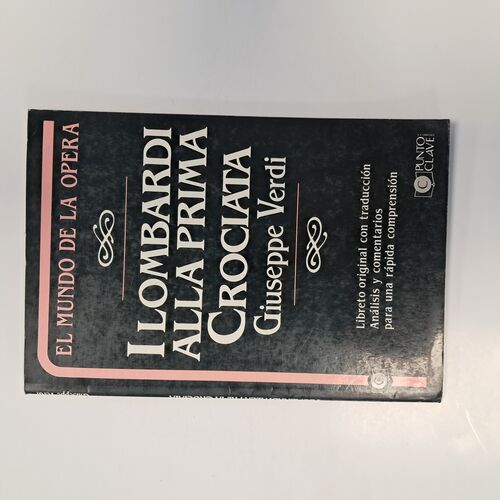 EL MUNDO DE LA OPERA
I LOMBARDI
ALLA PRIMA
CROCIATA
Giuseppe Verdi
Libreto original con traducción
Análisis y comentarios
para una rápida comprensión
PUNTO
CLAVE